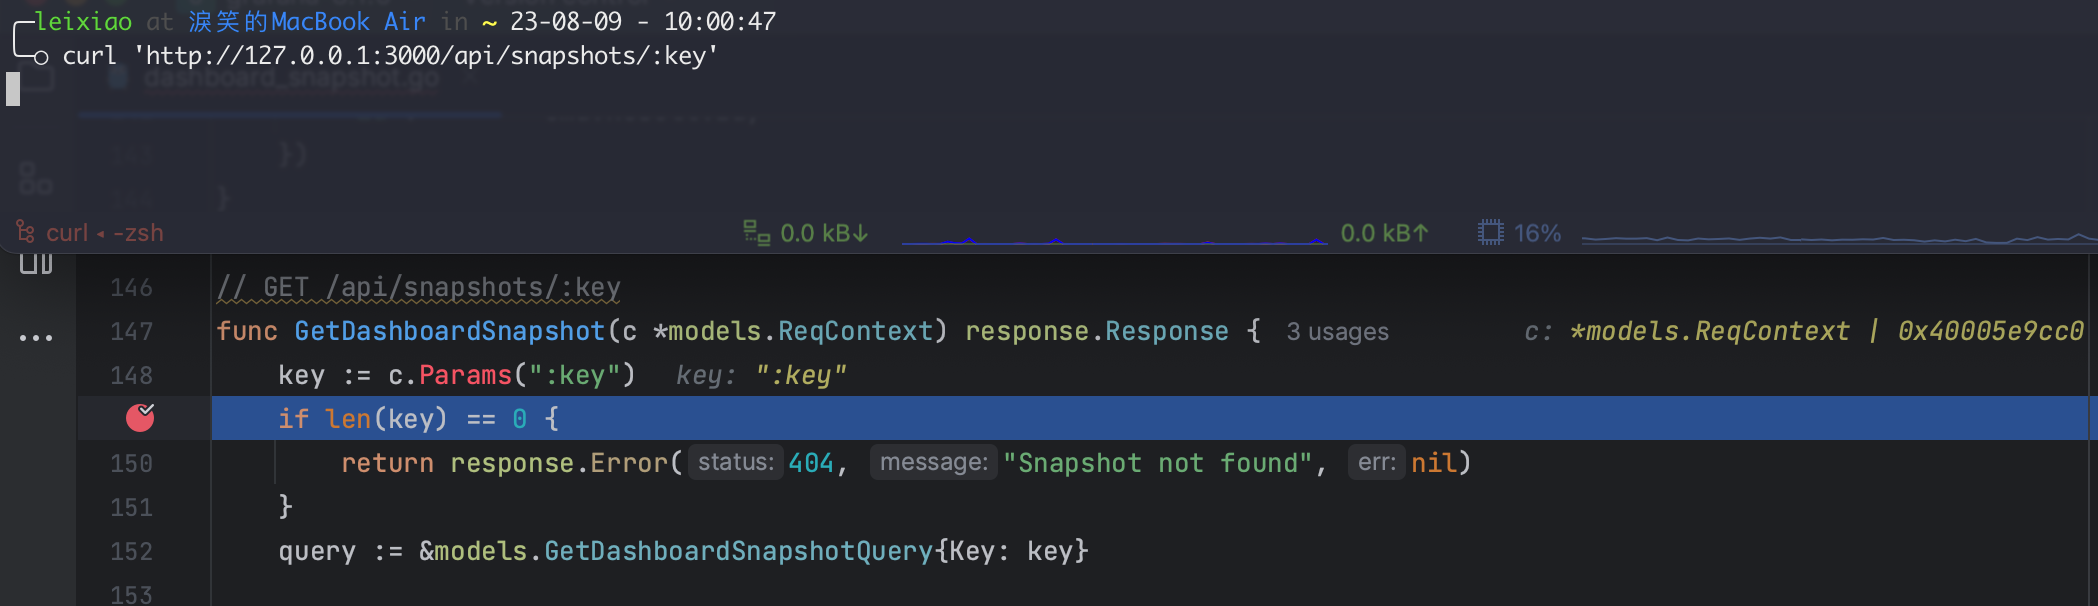 leixiao at 淚笑的MacBook Air in ~ 23-08-09 - 10:00:47
curl 'http://127.0.0.1:3000/api/snapshots/:key'
dashboard_snapshot.go
})
}
curl ◂ -zsh 0.0 kB↓ 0.0 kB↑ 16%
146 // GET /api/snapshots/:key
147 func GetDashboardSnapshot(c *models.ReqContext) response.Response { 3 usages c: *models.ReqContext | 0x40005e9cc0
148 key := c.Params(":key") key: ":key"
if len(key) == 0 {
150 return response.Error( status: 404, message: "Snapshot not found", err: nil)
151 }
152 query := &models.GetDashboardSnapshotQuery{Key: key}
153